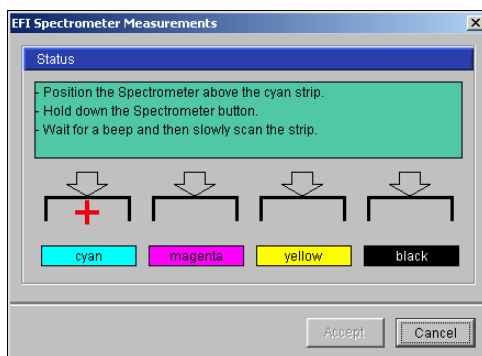 EFI Spectrometer Measurements
Status
- Position the Spectrometer above the cyan strip.
- Hold down the Spectrometer button.
- Wait for a beep and then slowly scan the strip.
cyan magenta yellow black
Accept Cancel